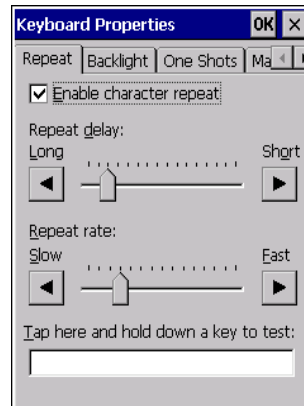 Keyboard Properties OK ×
Repeat Backlight One Shots Ma
Enable character repeat
Repeat delay:
Long Short
Repeat rate:
Slow Fast
Tap here and hold down a key to test: